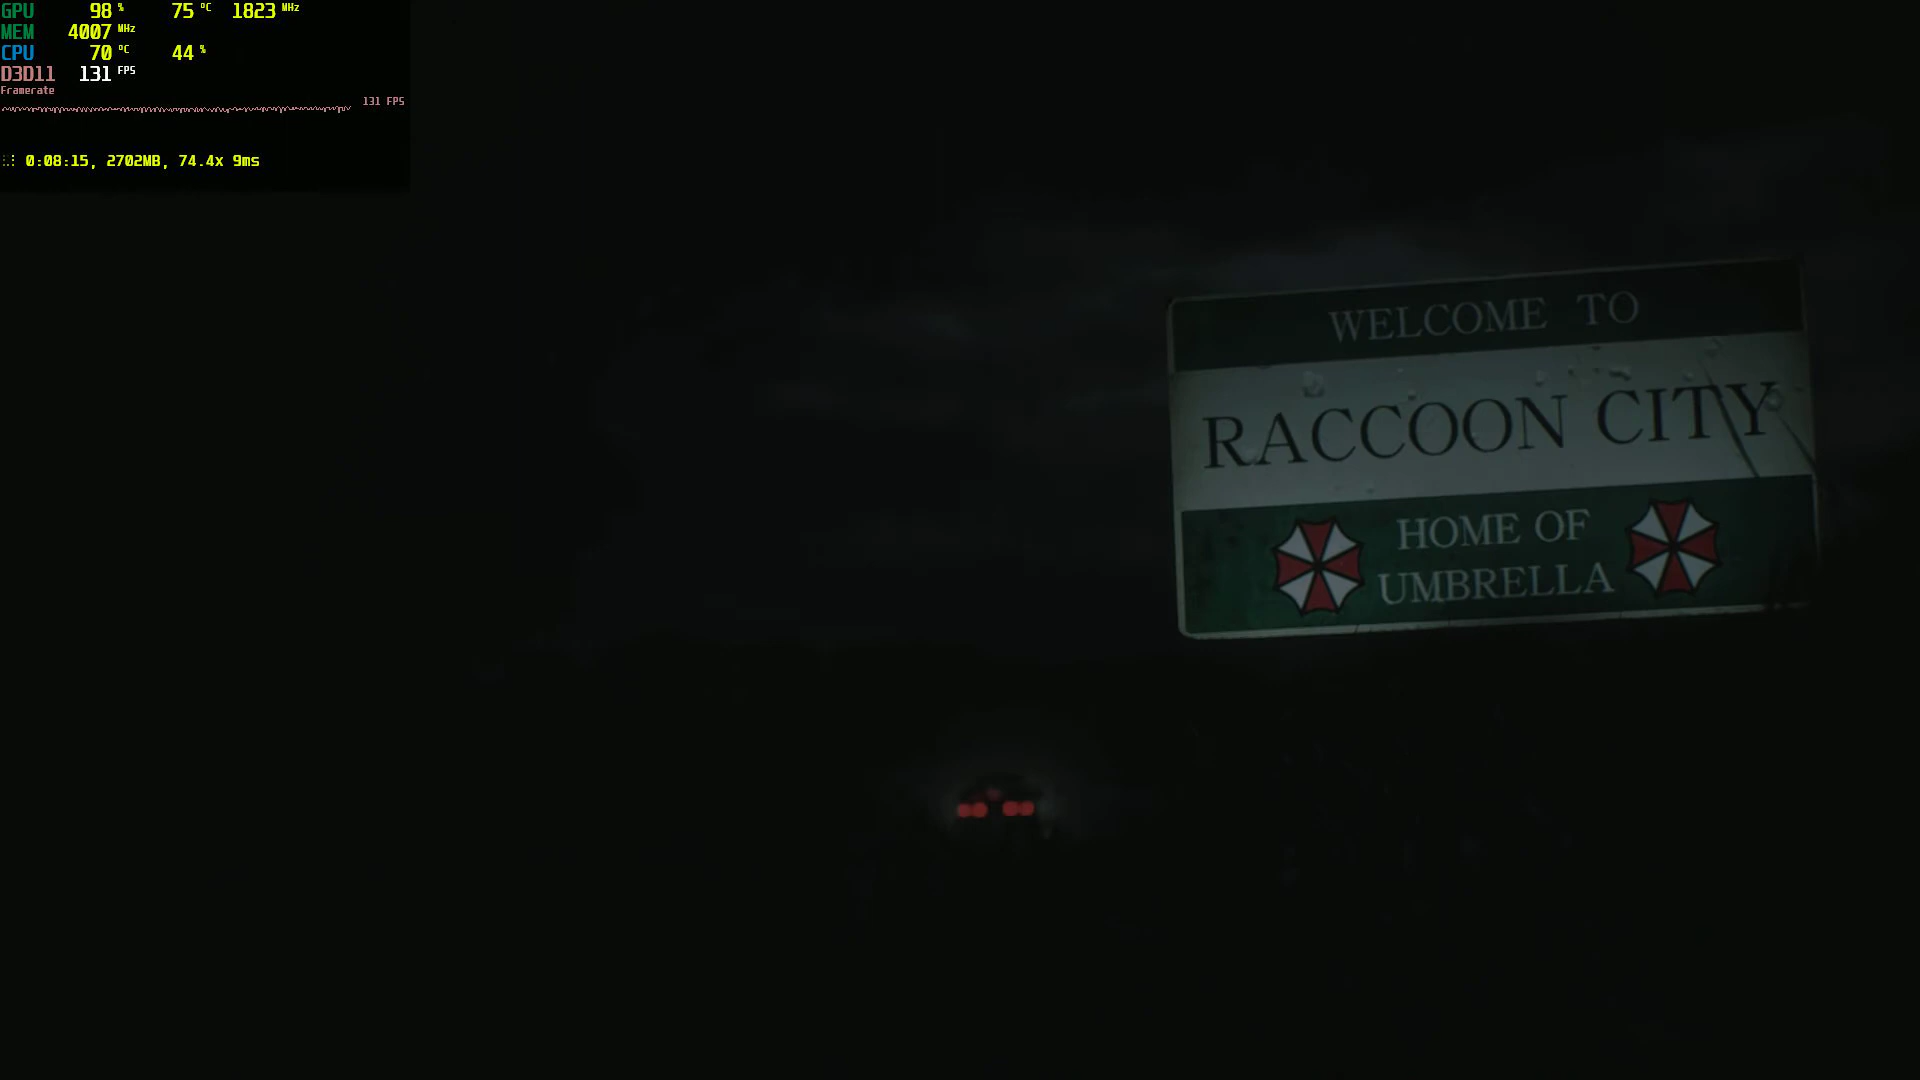 GPU 98 % 75 °C 1823 MHz
MEM 4007 MHz
CPU 70 °C 44 %
D3D11 131 FPS
Framerate
131 FPS
0:08:15, 2702MB, 74.4x 9ms
WELCOME TO
RACCOON CITY
HOME OF
UMBRELLA